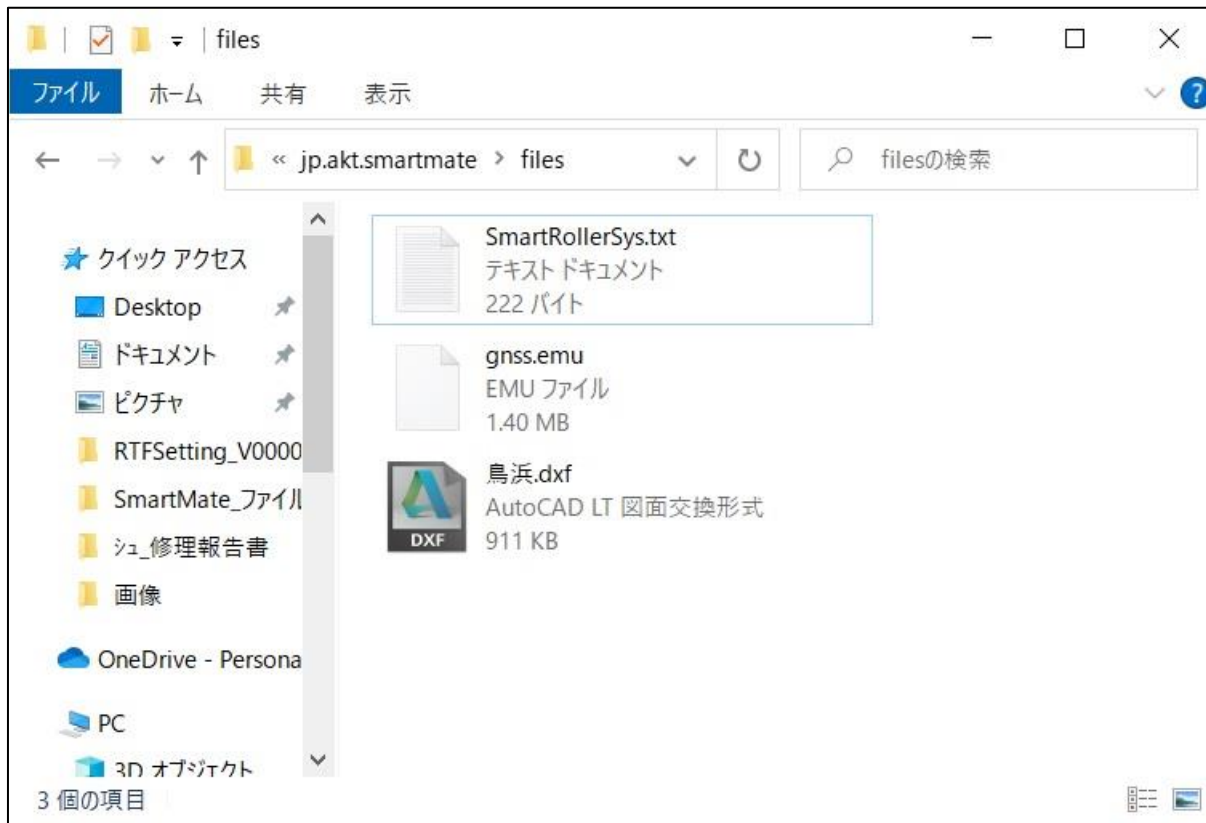 files
ファイル ホーム 共有 表示
« jp.akt.smartmate > files
filesの検索
クイック アクセス
Desktop
ドキュメント
ピクチャ
RTFSetting_V0000
SmartMate_ファイル
ｼｭ_修理報告書
画像
OneDrive - Persona
PC
3D オブジェクト
SmartRollerSys.txt
テキスト ドキュメント
222 バイト
gnss.emu
EMU ファイル
1.40 MB
DXF
鳥浜.dxf
AutoCAD LT 図面交換形式
911 KB
3 個の項目